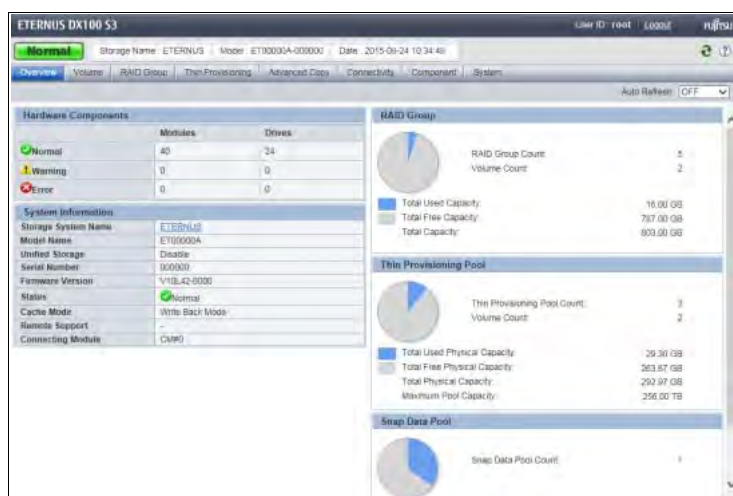 ETERNUS DX100 S3 User ID: root Logout FUJITSU
Normal Storage Name : ETERNUS Model : ET00000A-000000 Date : 2015-09-24 10:34:48
Overview Volume RAID Group Thin Provisioning Advanced Copy Connectivity Component System
Auto Refresh: OFF
Hardware Components
Modules Drives
Normal 40 24
Warning 0 0
Error 0 0
System Information
Storage System Name ETERNUS
Model Name ET00000A
Unified Storage Disable
Serial Number 000000
Firmware Version V10L42-0000
Status Normal
Cache Mode Write Back Mode
Remote Support -
Connecting Module CM#0
RAID Group
RAID Group Count: 5
Volume Count: 2
Total Used Capacity: 16.00 GB
Total Free Capacity: 787.00 GB
Total Capacity: 803.00 GB
Thin Provisioning Pool
Thin Provisioning Pool Count: 3
Volume Count: 2
Total Used Physical Capacity: 29.30 GB
Total Free Physical Capacity: 263.67 GB
Total Physical Capacity: 292.97 GB
Maximum Pool Capacity: 256.00 TB
Snap Data Pool
Snap Data Pool Count: 1